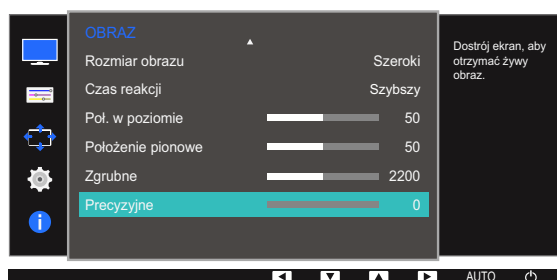 OBRAZ
Rozmiar obrazu Szeroki
Czas reakcji Szybszy
Poł. w poziomie 50
Położenie pionowe 50
Zgrubne 2200
Precyzyjne 0
Dostrój ekran, aby
otrzymać żywy
obraz.
AUTO